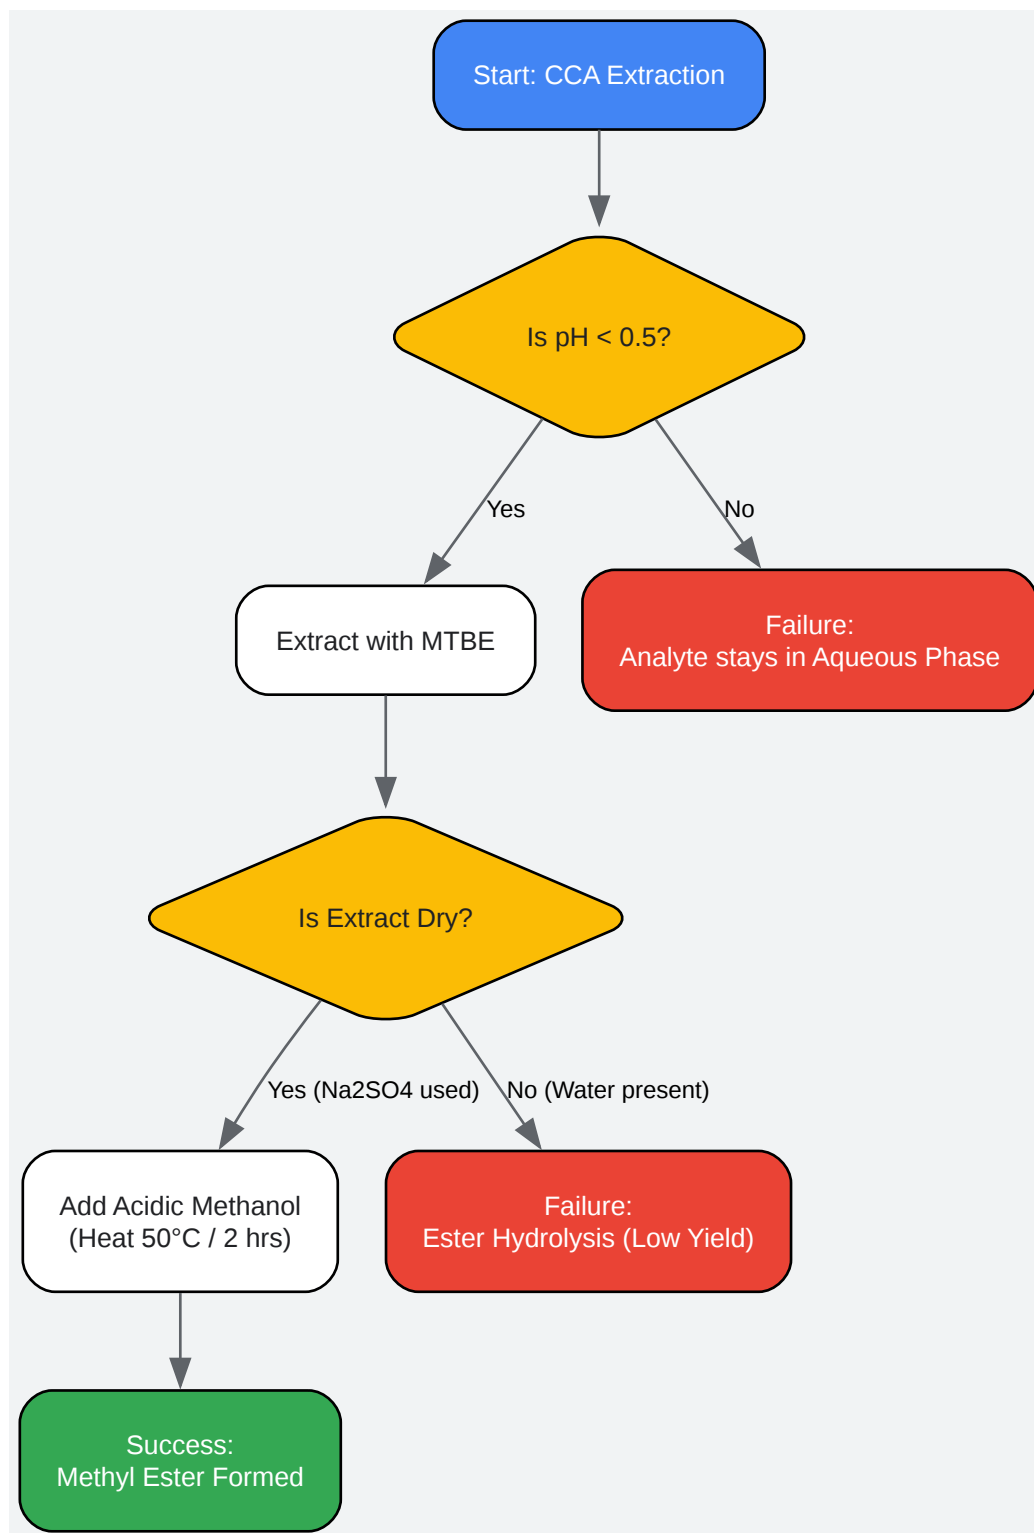 Start: CCA Extraction
Is pH < 0.5?
Yes
No
Extract with MTBE
Failure:
Analyte stays in Aqueous Phase
Is Extract Dry?
Yes (Na2SO4 used)
No (Water present)
Add Acidic Methanol
(Heat 50°C / 2 hrs)
Failure:
Ester Hydrolysis (Low Yield)
Success:
Methyl Ester Formed